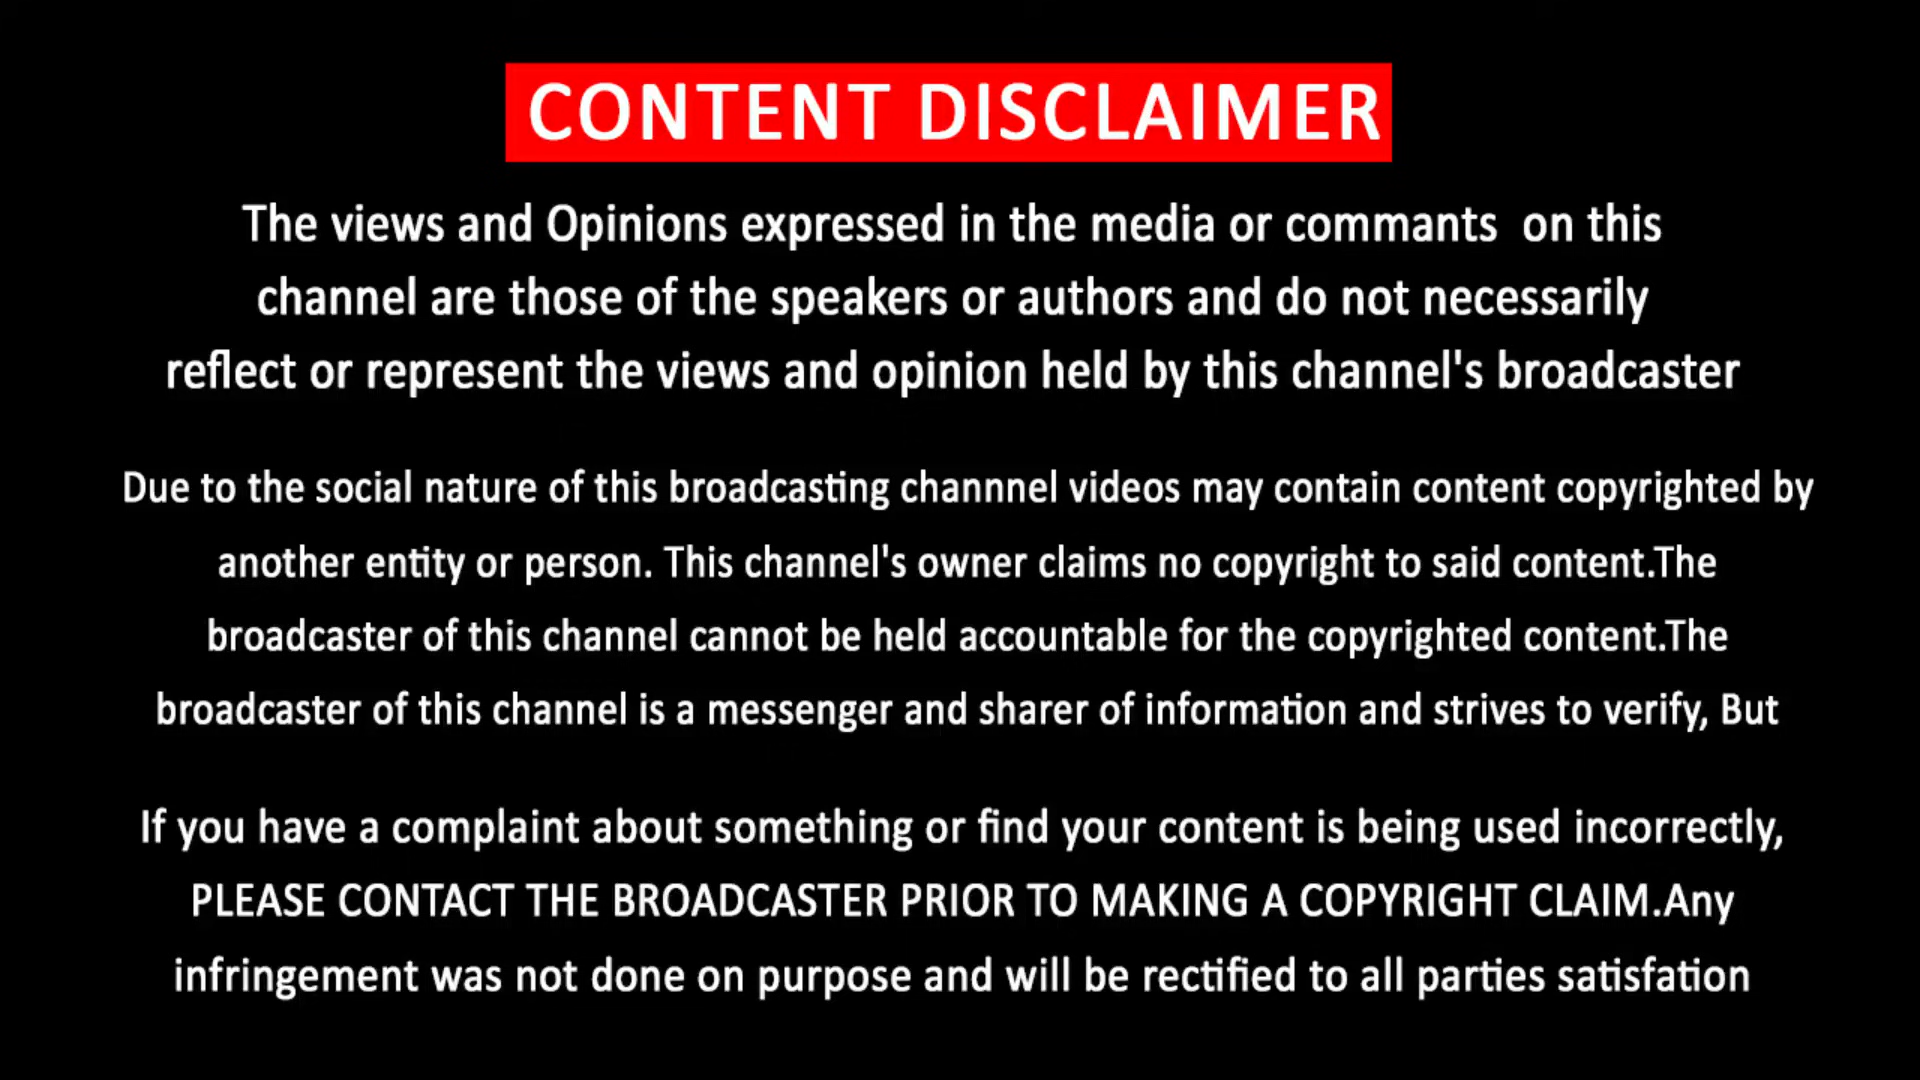 CONTENT DISCLAIMER
The views and Opinions expressed in the media or commants on this
channel are those of the speakers or authors and do not necessarily
reflect or represent the views and opinion held by this channel's broadcaster
Due to the social nature of this broadcasting channnel videos may contain content copyrighted by
another entity or person. This channel's owner claims no copyright to said content.The
broadcaster of this channel cannot be held accountable for the copyrighted content.The
broadcaster of this channel is a messenger and sharer of information and strives to verify, But
If you have a complaint about something or find your content is being used incorrectly,
PLEASE CONTACT THE BROADCASTER PRIOR TO MAKING A COPYRIGHT CLAIM.Any
infringement was not done on purpose and will be rectified to all parties satisfation